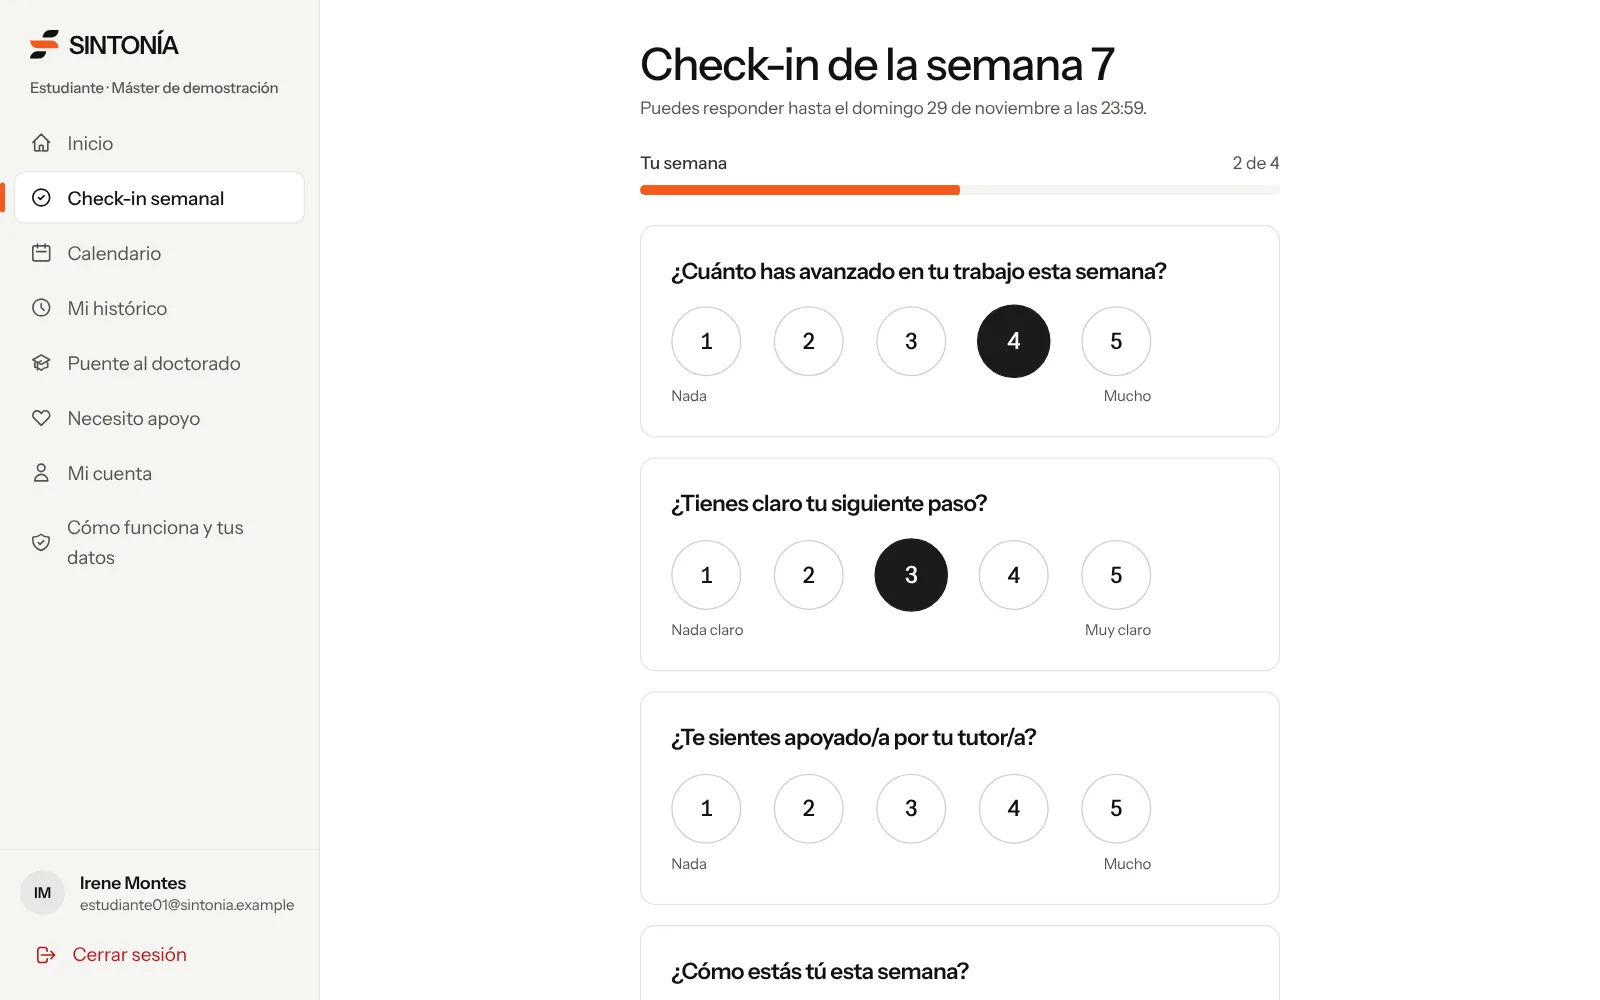 SINTONÍA
Estudiante · Máster de demostración
Inicio
Check-in semanal
Calendario
Mi histórico
Puente al doctorado
Necesito apoyo
Mi cuenta
Cómo funciona y tus
datos
IM
Irene Montes
estudiante01@sintonia.example
Cerrar sesión
Check-in de la semana 7
Puedes responder hasta el domingo 29 de noviembre a las 23:59.
Tu semana 2 de 4
¿Cuánto has avanzado en tu trabajo esta semana?
1 2 3 4 5
Nada Mucho
¿Tienes claro tu siguiente paso?
1 2 3 4 5
Nada claro Muy claro
¿Te sientes apoyado/a por tu tutor/a?
1 2 3 4 5
Nada Mucho
¿Cómo estás tú esta semana?